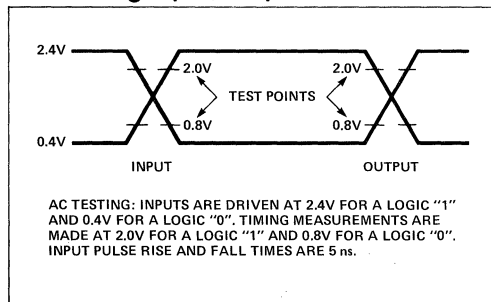 2.4V
2.0V
2.0V
TEST POINTS
0.8V
0.8V
0.4V
INPUT
OUTPUT
AC TESTING: INPUTS ARE DRIVEN AT 2.4V FOR A LOGIC "1"
AND 0.4V FOR A LOGIC "0". TIMING MEASUREMENTS ARE
MADE AT 2.0V FOR A LOGIC "1" AND 0.8V FOR A LOGIC "0".
INPUT PULSE RISE AND FALL TIMES ARE 5 ns.